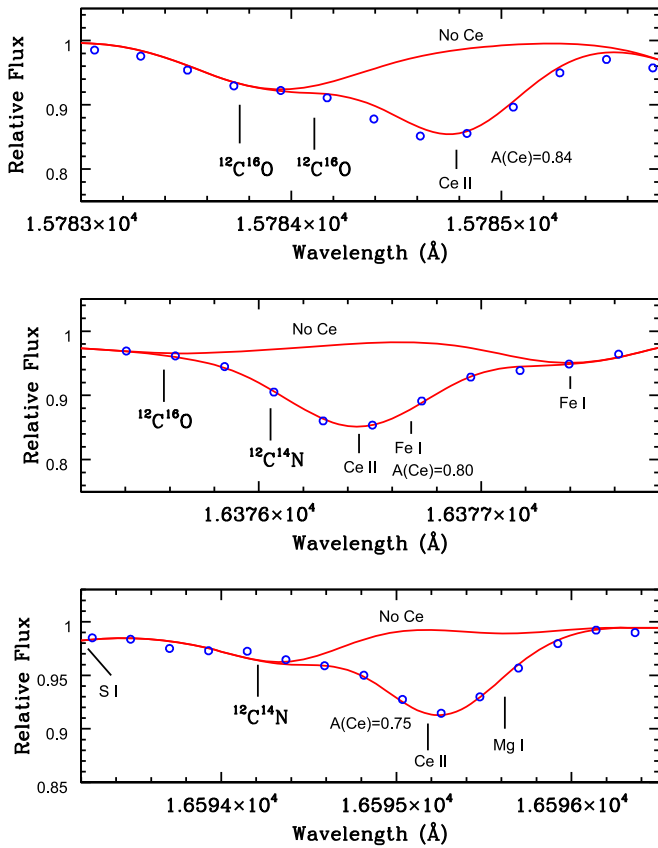 Relative Flux
1
0.9
0.8
No Ce
¹²C¹⁶O
¹²C¹⁶O
Ce II
A(Ce)=0.84
1.5783×10⁴
1.5784×10⁴
1.5785×10⁴
Wavelength (Å)
Relative Flux
1
0.9
0.8
No Ce
¹²C¹⁶O
¹²C¹⁴N
Ce II
Fe I
A(Ce)=0.80
Fe I
1.6376×10⁴
1.6377×10⁴
Wavelength (Å)
Relative Flux
1
0.95
0.9
0.85
No Ce
S I
¹²C¹⁴N
A(Ce)=0.75
Ce II
Mg I
1.6594×10⁴
1.6595×10⁴
1.6596×10⁴
Wavelength (Å)